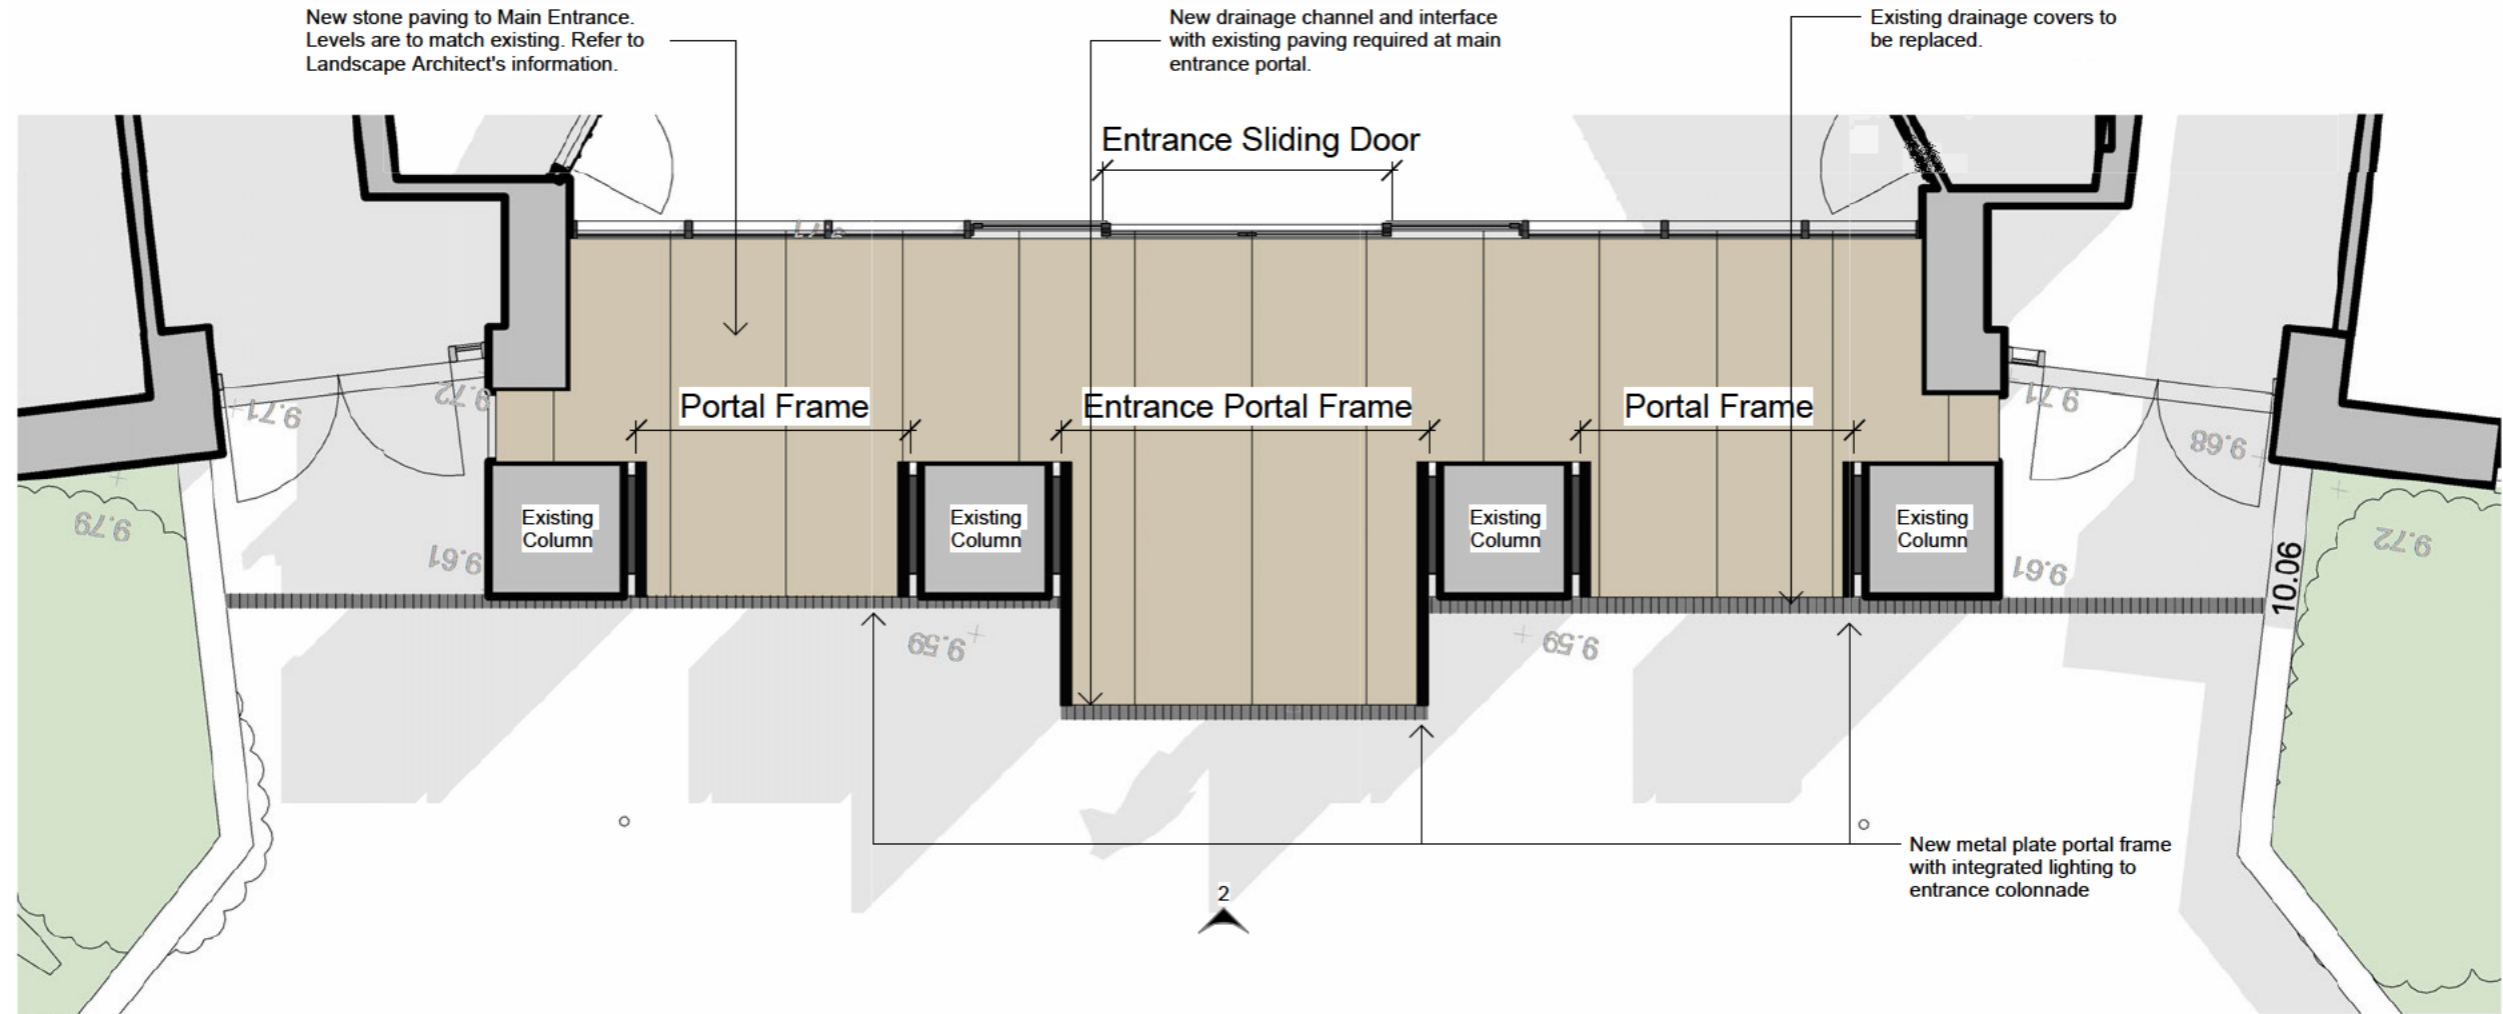 New stone paving to Main Entrance.
Levels are to match existing. Refer to
Landscape Architect's information.
New drainage channel and interface
with existing paving required at main
entrance portal.
Existing drainage covers to
be replaced.
Entrance Sliding Door
Portal Frame
Entrance Portal Frame
Portal Frame
9.71
9.72
9.71
9.68
Existing
Column
Existing
Column
Existing
Column
Existing
Column
9.79
9.61
9.61
9.72
10.06
9.59
9.59
New metal plate portal frame
with integrated lighting to
entrance colonnade
2